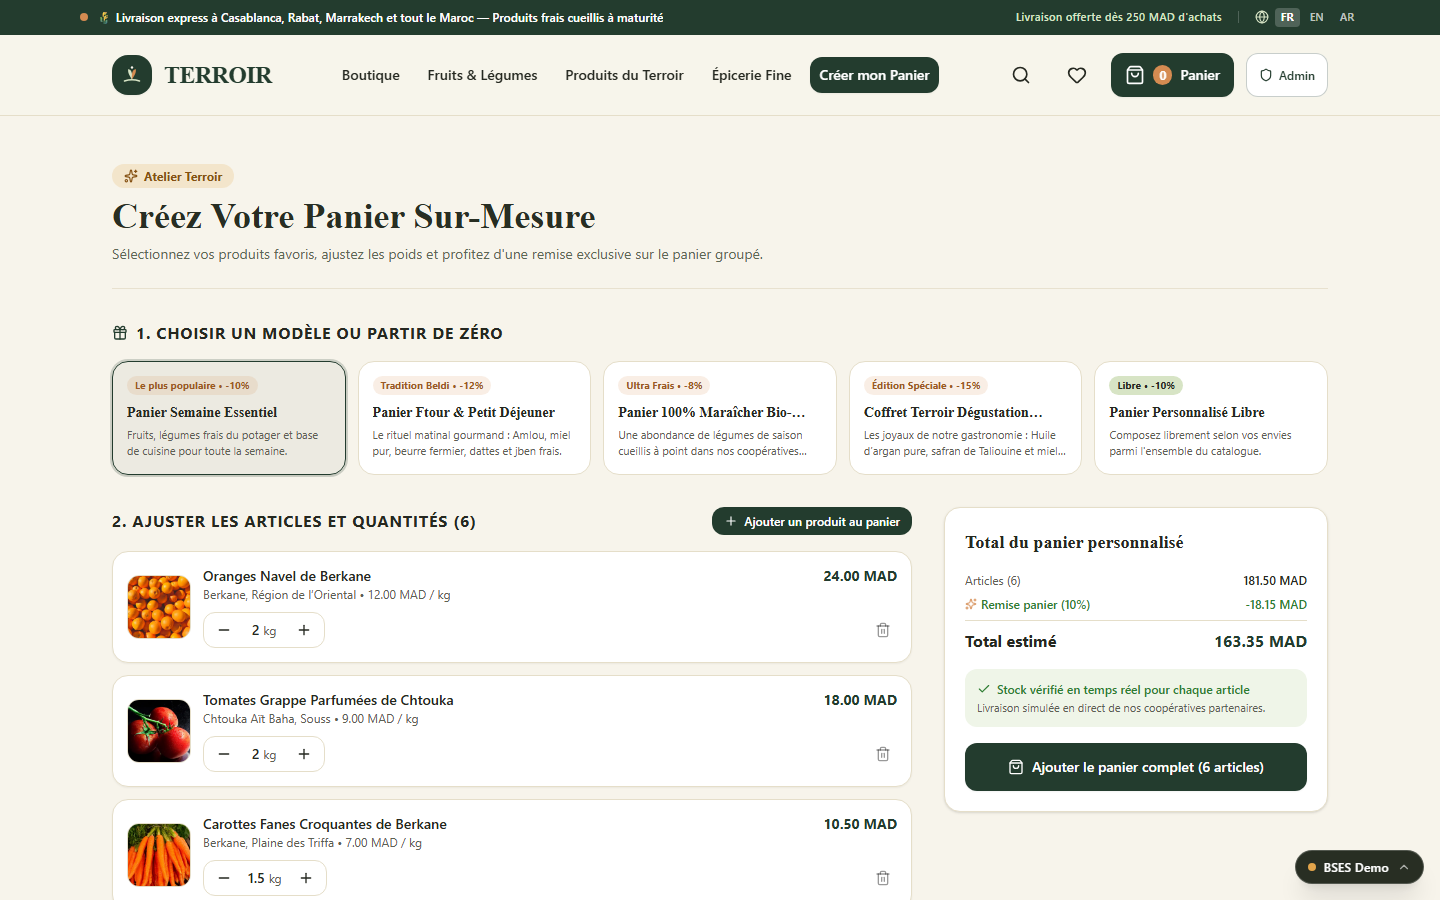 Livraison express à Casablanca, Rabat, Marrakech et tout le Maroc — Produits frais cueillis à maturité
Livraison offerte dès 250 MAD d'achats
FR EN AR
TERROIR
Boutique
Fruits & Légumes
Produits du Terroir
Épicerie Fine
Créer mon Panier
0 Panier
Admin
Atelier Terroir
Créez Votre Panier Sur-Mesure
Sélectionnez vos produits favoris, ajustez les poids et profitez d'une remise exclusive sur le panier groupé.
1. CHOISIR UN MODÈLE OU PARTIR DE ZÉRO
Le plus populaire • -10%
Panier Semaine Essentiel
Fruits, légumes frais du potager et base
de cuisine pour toute la semaine.
Tradition Beldi • -12%
Panier Ftour & Petit Déjeuner
Le rituel matinal gourmand : Amlou, miel
pur, beurre fermier, dattes et jben frais.
Ultra Frais • -8%
Panier 100% Maraîcher Bio-...
Une abondance de légumes de saison
cueillis à point dans nos coopératives...
Édition Spéciale • -15%
Coffret Terroir Dégustation...
Les joyaux de notre gastronomie : Huile
d'argan pure, safran de Taliouine et miel...
Libre • -10%
Panier Personnalisé Libre
Composez librement selon vos envies
parmi l'ensemble du catalogue.
2. AJUSTER LES ARTICLES ET QUANTITÉS (6)
Ajouter un produit au panier
Oranges Navel de Berkane
24.00 MAD
Berkane, Région de l'Oriental • 12.00 MAD / kg
2 kg
Tomates Grappe Parfumées de Chtouka
18.00 MAD
Chtouka Aït Baha, Souss • 9.00 MAD / kg
2 kg
Carottes Fanes Croquantes de Berkane
10.50 MAD
Berkane, Plaine des Triffa • 7.00 MAD / kg
1.5 kg
Total du panier personnalisé
Articles (6)
181.50 MAD
Remise panier (10%)
-18.15 MAD
Total estimé
163.35 MAD
Stock vérifié en temps réel pour chaque article
Livraison simulée en direct de nos coopératives partenaires.
Ajouter le panier complet (6 articles)
BSES Demo